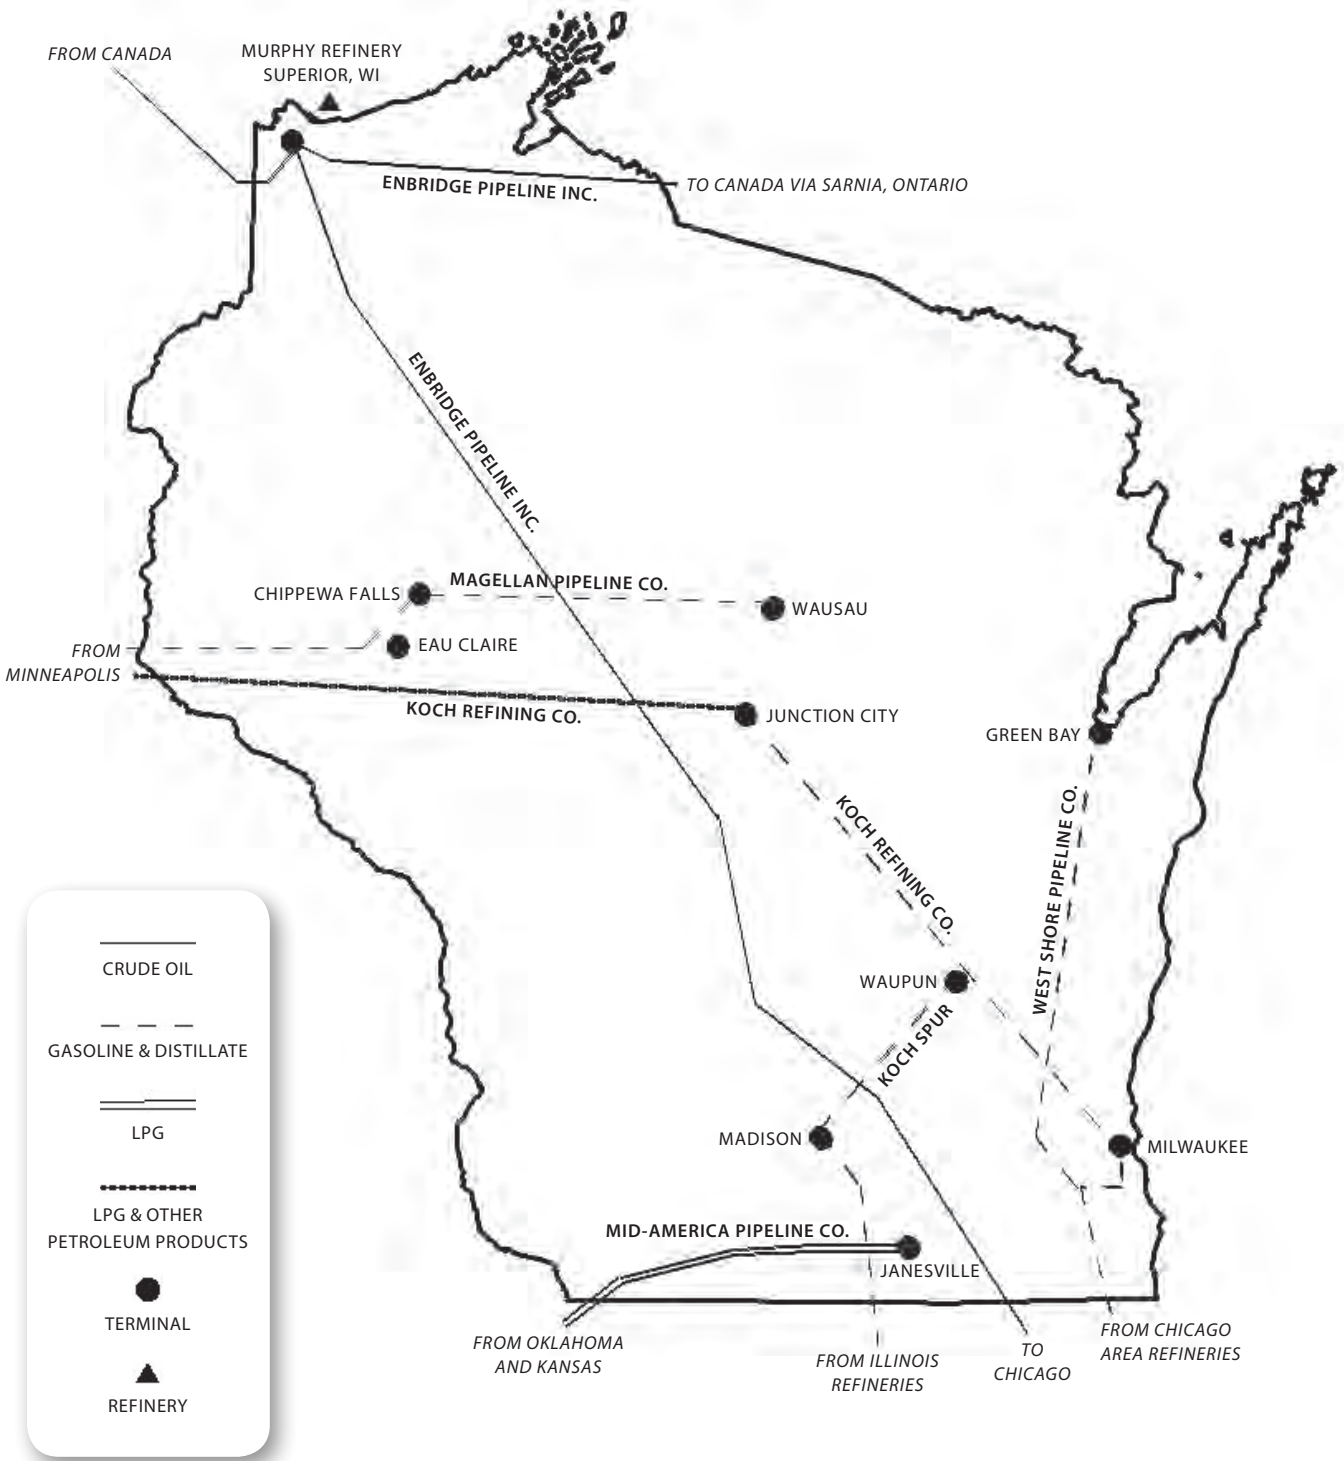 FROM CANADA
MURPHY REFINERY
SUPERIOR, WI
ENBRIDGE PIPELINE INC.
TO CANADA VIA SARNIA, ONTARIO
ENBRIDGE PIPELINE INC.
CHIPPEWA FALLS
MAGELLAN PIPELINE CO.
WAUSAU
EAU CLAIRE
FROM
MINNEAPOLIS
KOCH REFINING CO.
JUNCTION CITY
GREEN BAY
KOCH REFINING CO.
WEST SHORE PIPELINE CO.
WAUPUN
KOCH SPUR
MADISON
MILWAUKEE
MID-AMERICA PIPELINE CO.
JANESVILLE
FROM OKLAHOMA
AND KANSAS
FROM ILLINOIS
REFINERIES
TO
CHICAGO
FROM CHICAGO
AREA REFINERIES
CRUDE OIL
GASOLINE & DISTILLATE
LPG
LPG & OTHER
PETROLEUM PRODUCTS
TERMINAL
REFINERY